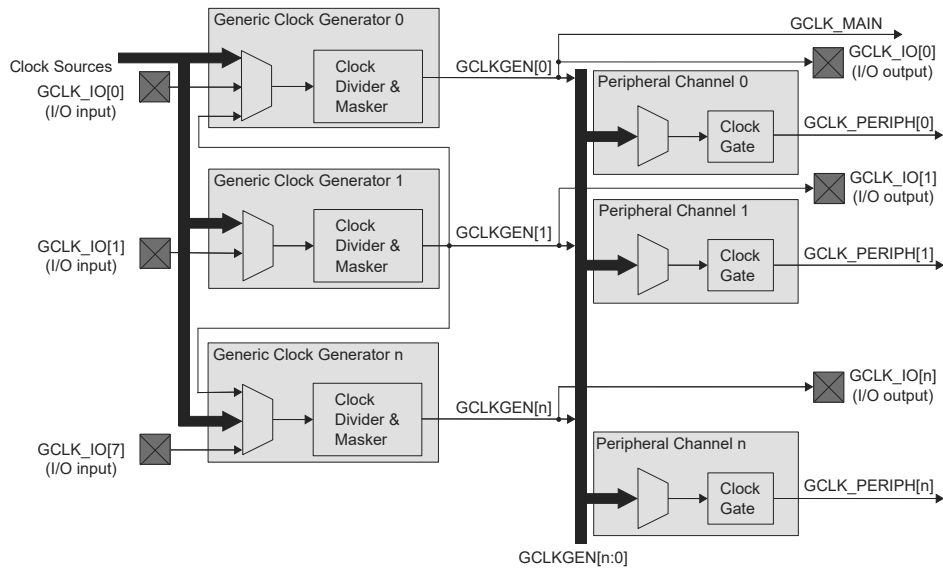 Generic Clock Generator 0
Clock Sources
GCLK_IO[0]
(I/O input)
Clock
Divider &
Masker
GCLKGEN[0]
GCLK_MAIN
GCLK_IO[0]
(I/O output)
Peripheral Channel 0
Clock
Gate
GCLK_PERIPH[0]
Generic Clock Generator 1
GCLK_IO[1]
(I/O input)
Clock
Divider &
Masker
GCLKGEN[1]
GCLK_IO[1]
(I/O output)
Peripheral Channel 1
Clock
Gate
GCLK_PERIPH[1]
Generic Clock Generator n
GCLK_IO[7]
(I/O input)
Clock
Divider &
Masker
GCLKGEN[n]
GCLK_IO[n]
(I/O output)
Peripheral Channel n
Clock
Gate
GCLK_PERIPH[n]
GCLKGEN[n:0]